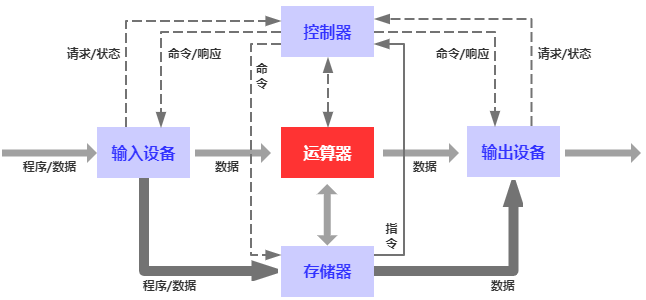 控制器
请求/状态
命令/响应
命
令
命令/响应
请求/状态
输入设备
运算器
输出设备
程序/数据
数据
数据
指
令
存储器
程序/数据
数据